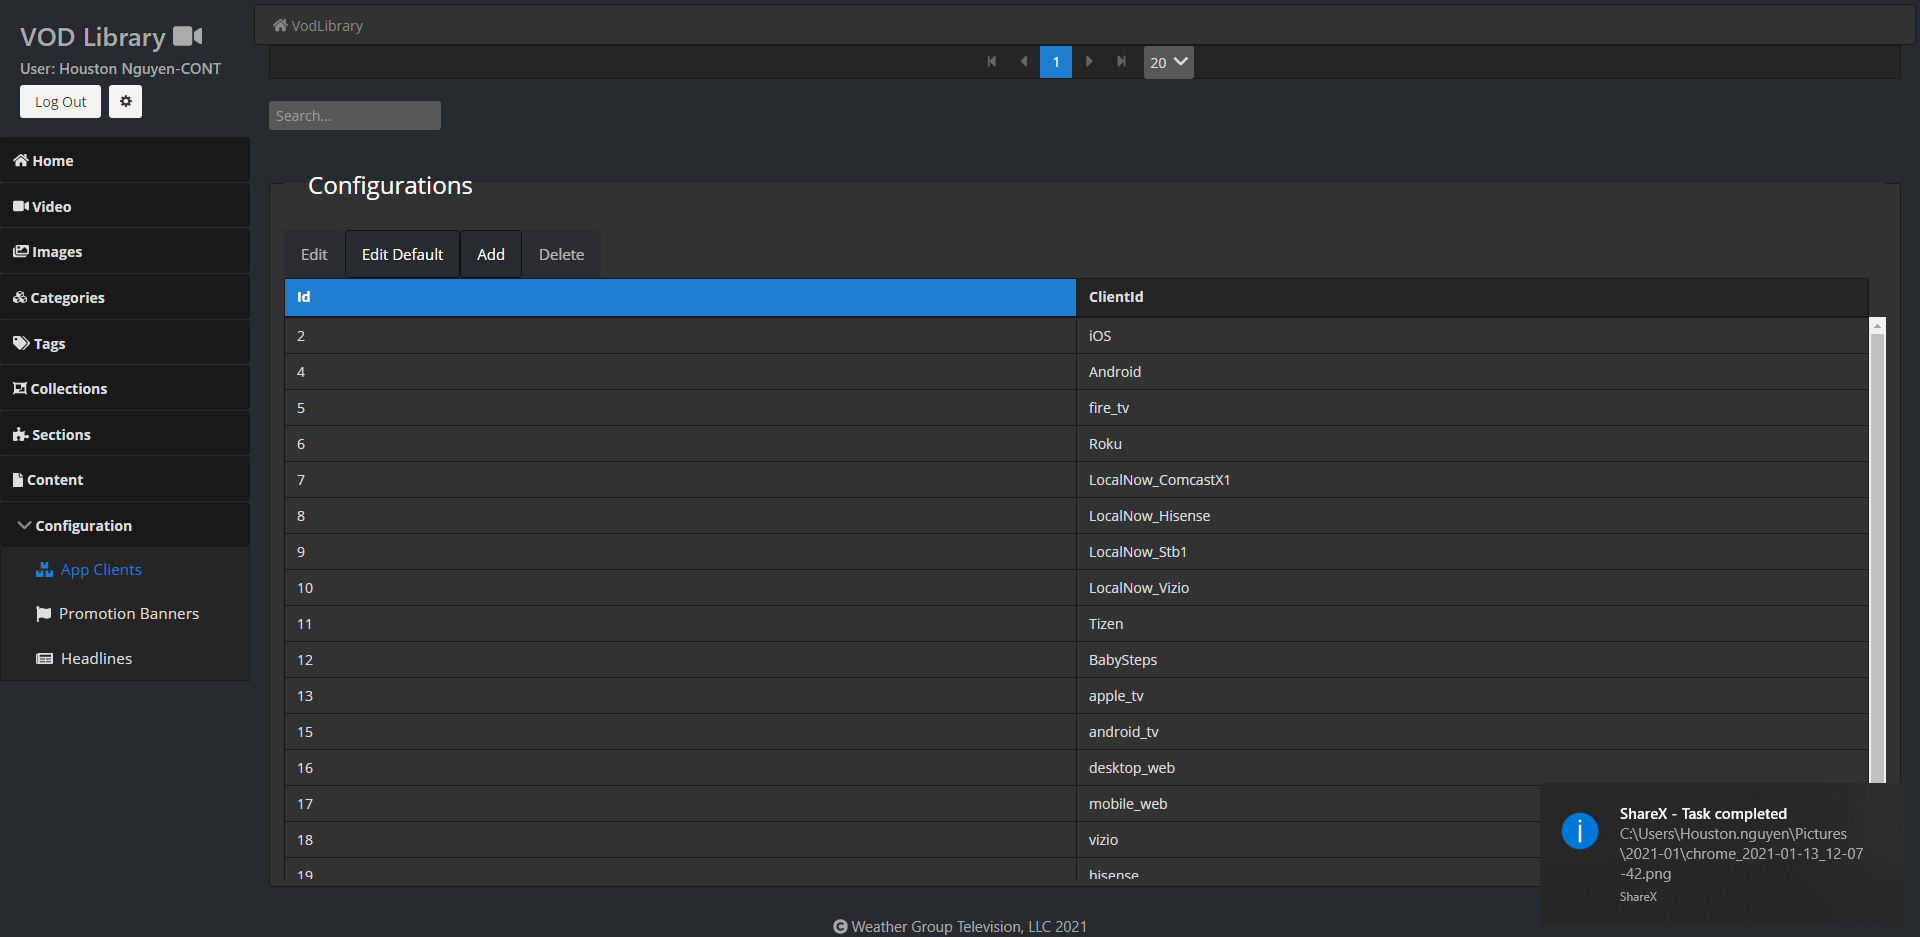 VOD Library
User: Houston Nguyen-CONT
Log Out
Home
Video
Images
Categories
Tags
Collections
Sections
Content
Configuration
App Clients
Promotion Banners
Headlines
VodLibrary
1
20
Search...
Configurations
Edit Edit Default Add Delete
Id ClientId
2 iOS
4 Android
5 fire_tv
6 Roku
7 LocalNow_ComcastX1
8 LocalNow_Hisense
9 LocalNow_Stb1
10 LocalNow_Vizio
11 Tizen
12 BabySteps
13 apple_tv
15 android_tv
16 desktop_web
17 mobile_web
18 vizio
19 hisense
ShareX - Task completed
C:\Users\Houston.nguyen\Pictures
\2021-01\chrome_2021-01-13_12-07
-42.png
ShareX
© Weather Group Television, LLC 2021